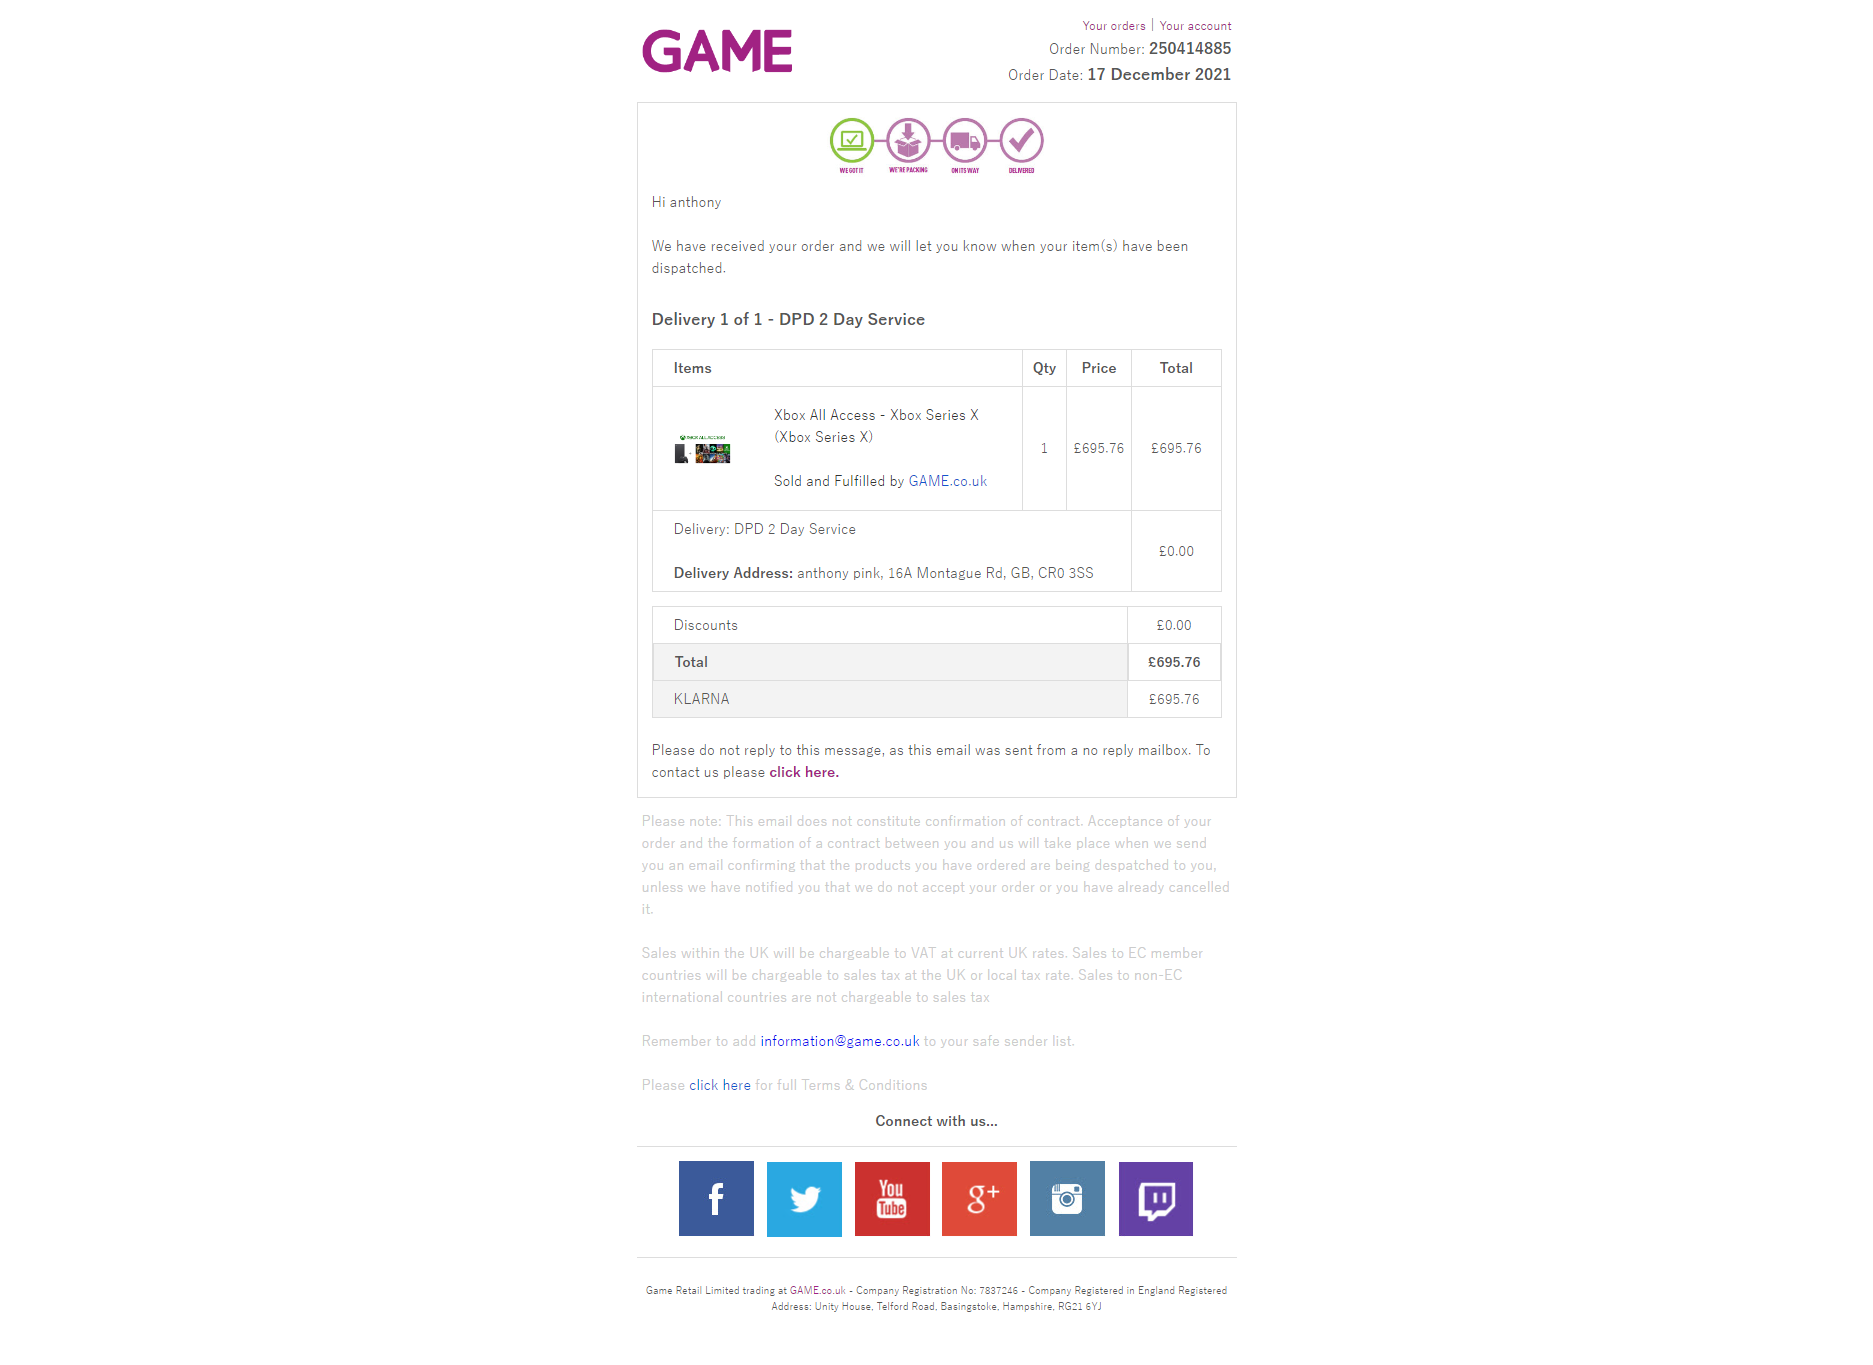 GAME
Your orders | Your account
Order Number: 250414885
Order Date: 17 December 2021
WE GOT IT WE'RE PACKING ON ITS WAY DELIVERED
Hi anthony
We have received your order and we will let you know when your item(s) have been
dispatched.
Delivery 1 of 1 - DPD 2 Day Service
Items Qty Price Total
XBOX ALL ACCESS
Xbox All Access - Xbox Series X
(Xbox Series X)
1 £695.76 £695.76
Sold and Fulfilled by GAME.co.uk
Delivery: DPD 2 Day Service
£0.00
Delivery Address: anthony pink, 16A Montague Rd, GB, CR0 3SS
Discounts £0.00
Total £695.76
KLARNA £695.76
Please do not reply to this message, as this email was sent from a no reply mailbox. To
contact us please click here.
Please note: This email does not constitute confirmation of contract. Acceptance of your
order and the formation of a contract between you and us will take place when we send
you an email confirming that the products you have ordered are being despatched to you,
unless we have notified you that we do not accept your order or you have already cancelled
it.
Sales within the UK will be chargeable to VAT at current UK rates. Sales to EC member
countries will be chargeable to sales tax at the UK or local tax rate. Sales to non-EC
international countries are not chargeable to sales tax
Remember to add information@game.co.uk to your safe sender list.
Please click here for full Terms & Conditions
Connect with us...
f You Tube g+
Game Retail Limited trading at GAME.co.uk - Company Registration No: 7837246 - Company Registered in England Registered
Address: Unity House, Telford Road, Basingstoke, Hampshire, RG21 6YJ